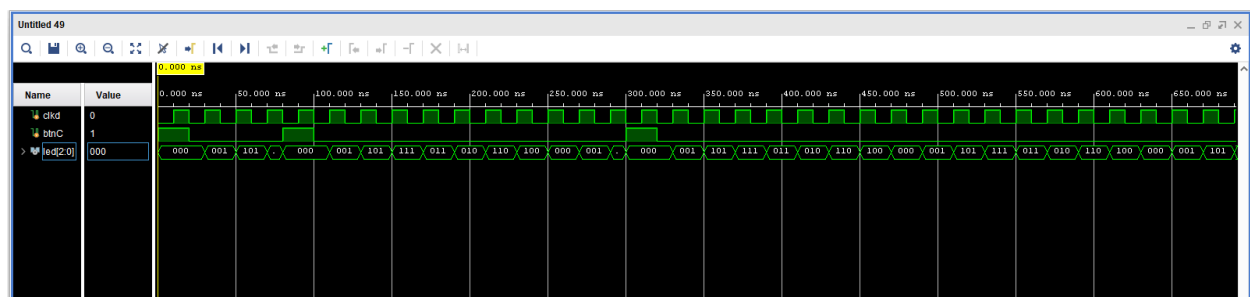 Untitled 49
0.000 ns
Name Value 0.000 ns 50.000 ns 100.000 ns 150.000 ns 200.000 ns 250.000 ns 300.000 ns 350.000 ns 400.000 ns 450.000 ns 500.000 ns 550.000 ns 600.000 ns 650.000 ns
clkd 0
btnC 1
led[2:0] 000 000 001 101 . 000 001 101 111 011 010 110 100 000 001 . 000 001 101 111 011 010 110 100 000 001 101 111 011 010 110 100 000 001 101